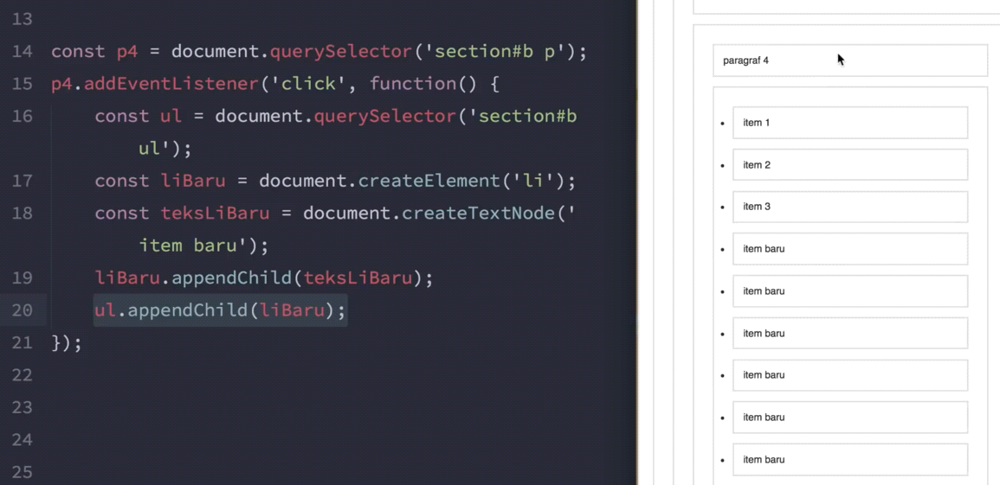 13
14 const p4 = document.querySelector('section#b p');
15 p4.addEventListener('click', function() {
16 const ul = document.querySelector('section#b
ul');
17 const liBaru = document.createElement('li');
18 const teksLiBaru = document.createTextNode('
item baru');
19 liBaru.appendChild(teksLiBaru);
20 ul.appendChild(liBaru);
21 });
22
23
24
25
paragraf 4
item 1
item 2
item 3
item baru
item baru
item baru
item baru
item baru
item baru